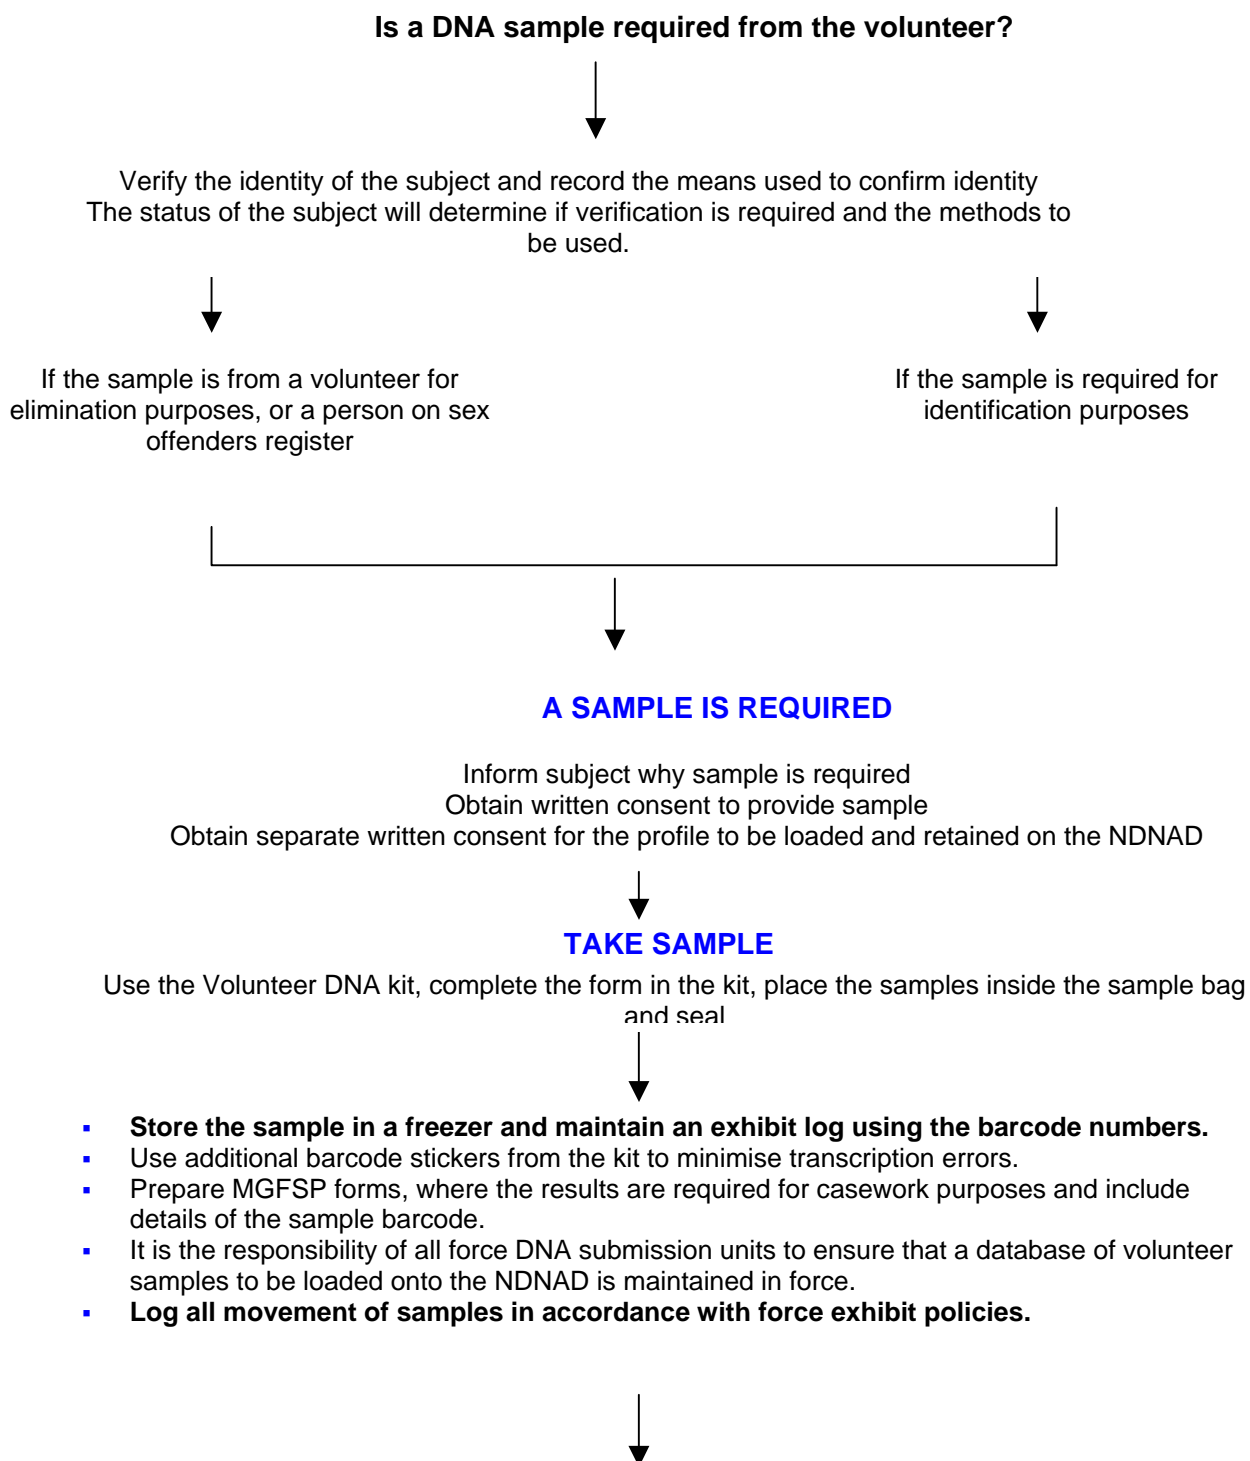 Is a DNA sample required from the volunteer?
Verify the identity of the subject and record the means used to confirm identity
The status of the subject will determine if verification is required and the methods to
be used.
If the sample is from a volunteer for
elimination purposes, or a person on sex
offenders register
If the sample is required for
identification purposes
A SAMPLE IS REQUIRED
Inform subject why sample is required
Obtain written consent to provide sample
Obtain separate written consent for the profile to be loaded and retained on the NDNAD
TAKE SAMPLE
Use the Volunteer DNA kit, complete the form in the kit, place the samples inside the sample bag
and seal
▪ Store the sample in a freezer and maintain an exhibit log using the barcode numbers.
▪ Use additional barcode stickers from the kit to minimise transcription errors.
▪ Prepare MGFSP forms, where the results are required for casework purposes and include
details of the sample barcode.
▪ It is the responsibility of all force DNA submission units to ensure that a database of volunteer
samples to be loaded onto the NDNAD is maintained in force.
▪ Log all movement of samples in accordance with force exhibit policies.